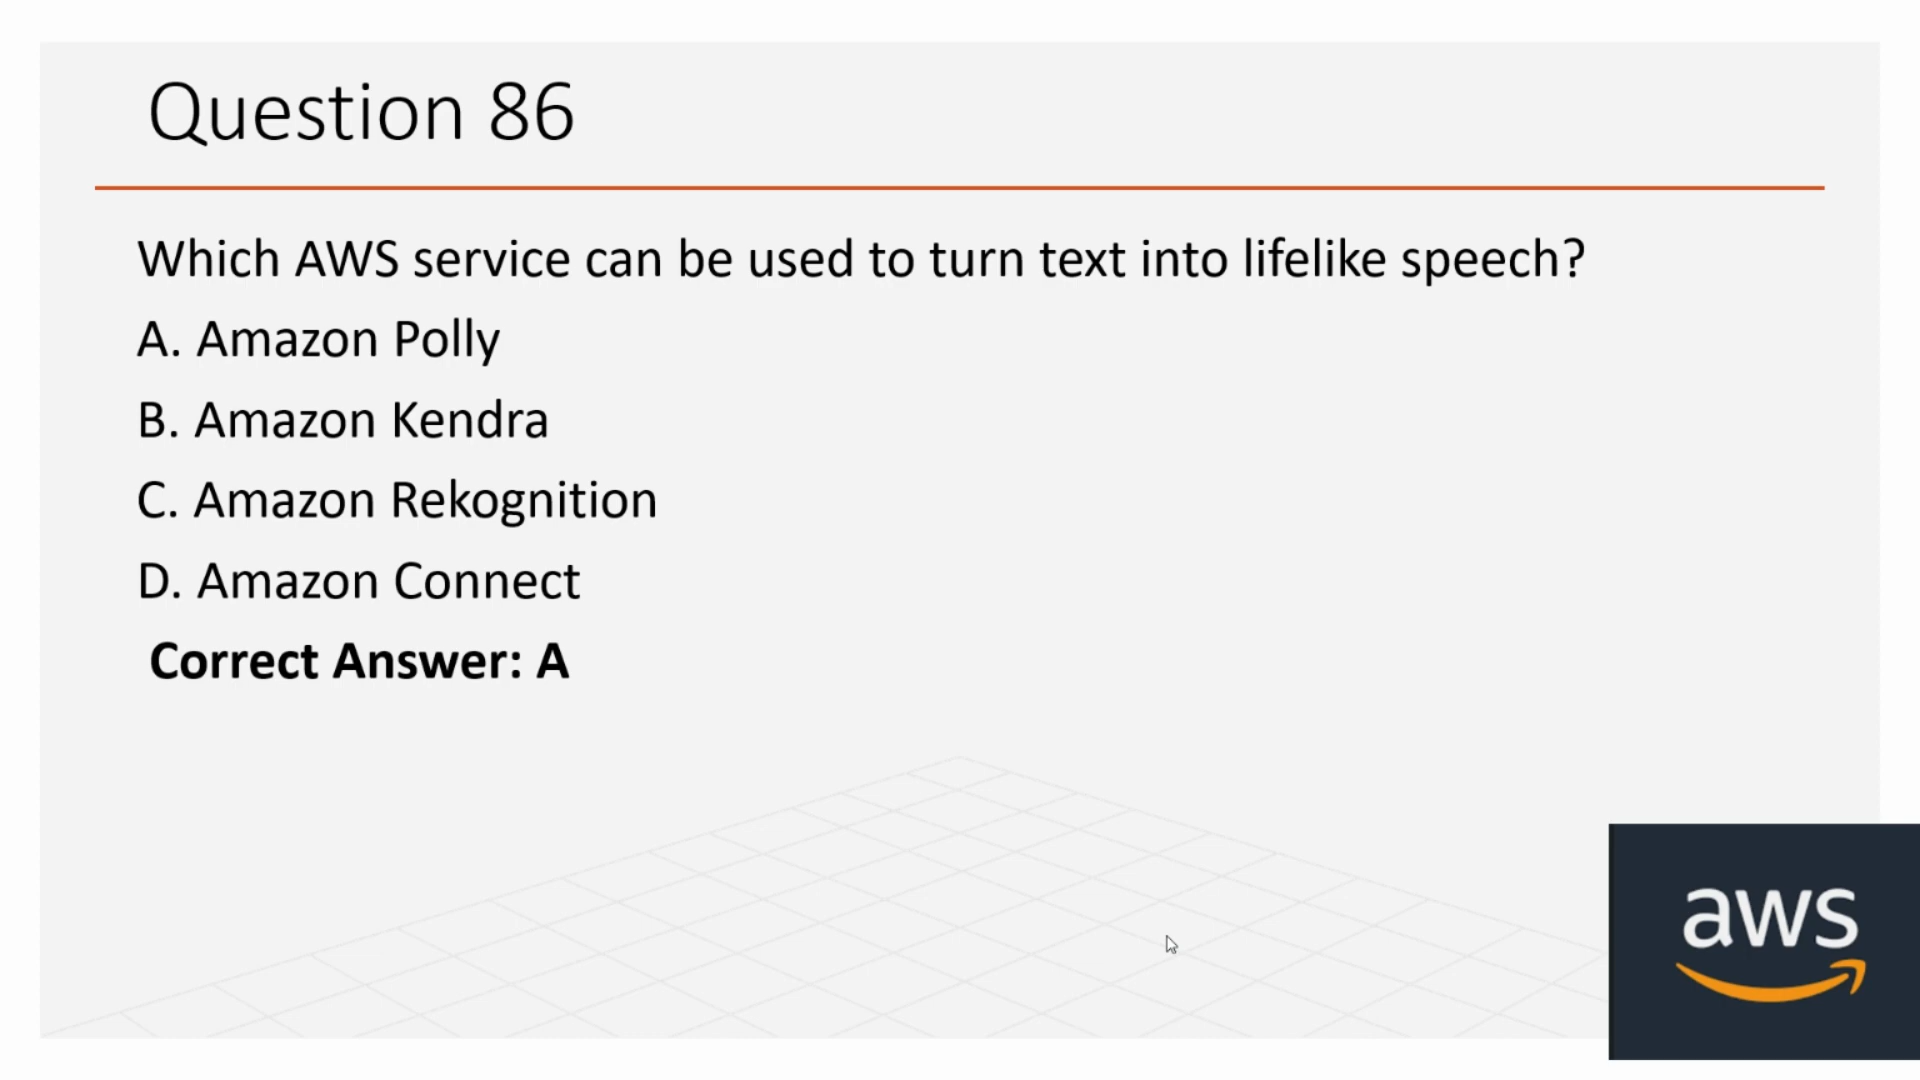 Question 86
Which AWS service can be used to turn text into lifelike speech?
A. Amazon Polly
B. Amazon Kendra
C. Amazon Rekognition
D. Amazon Connect
Correct Answer: A
aws